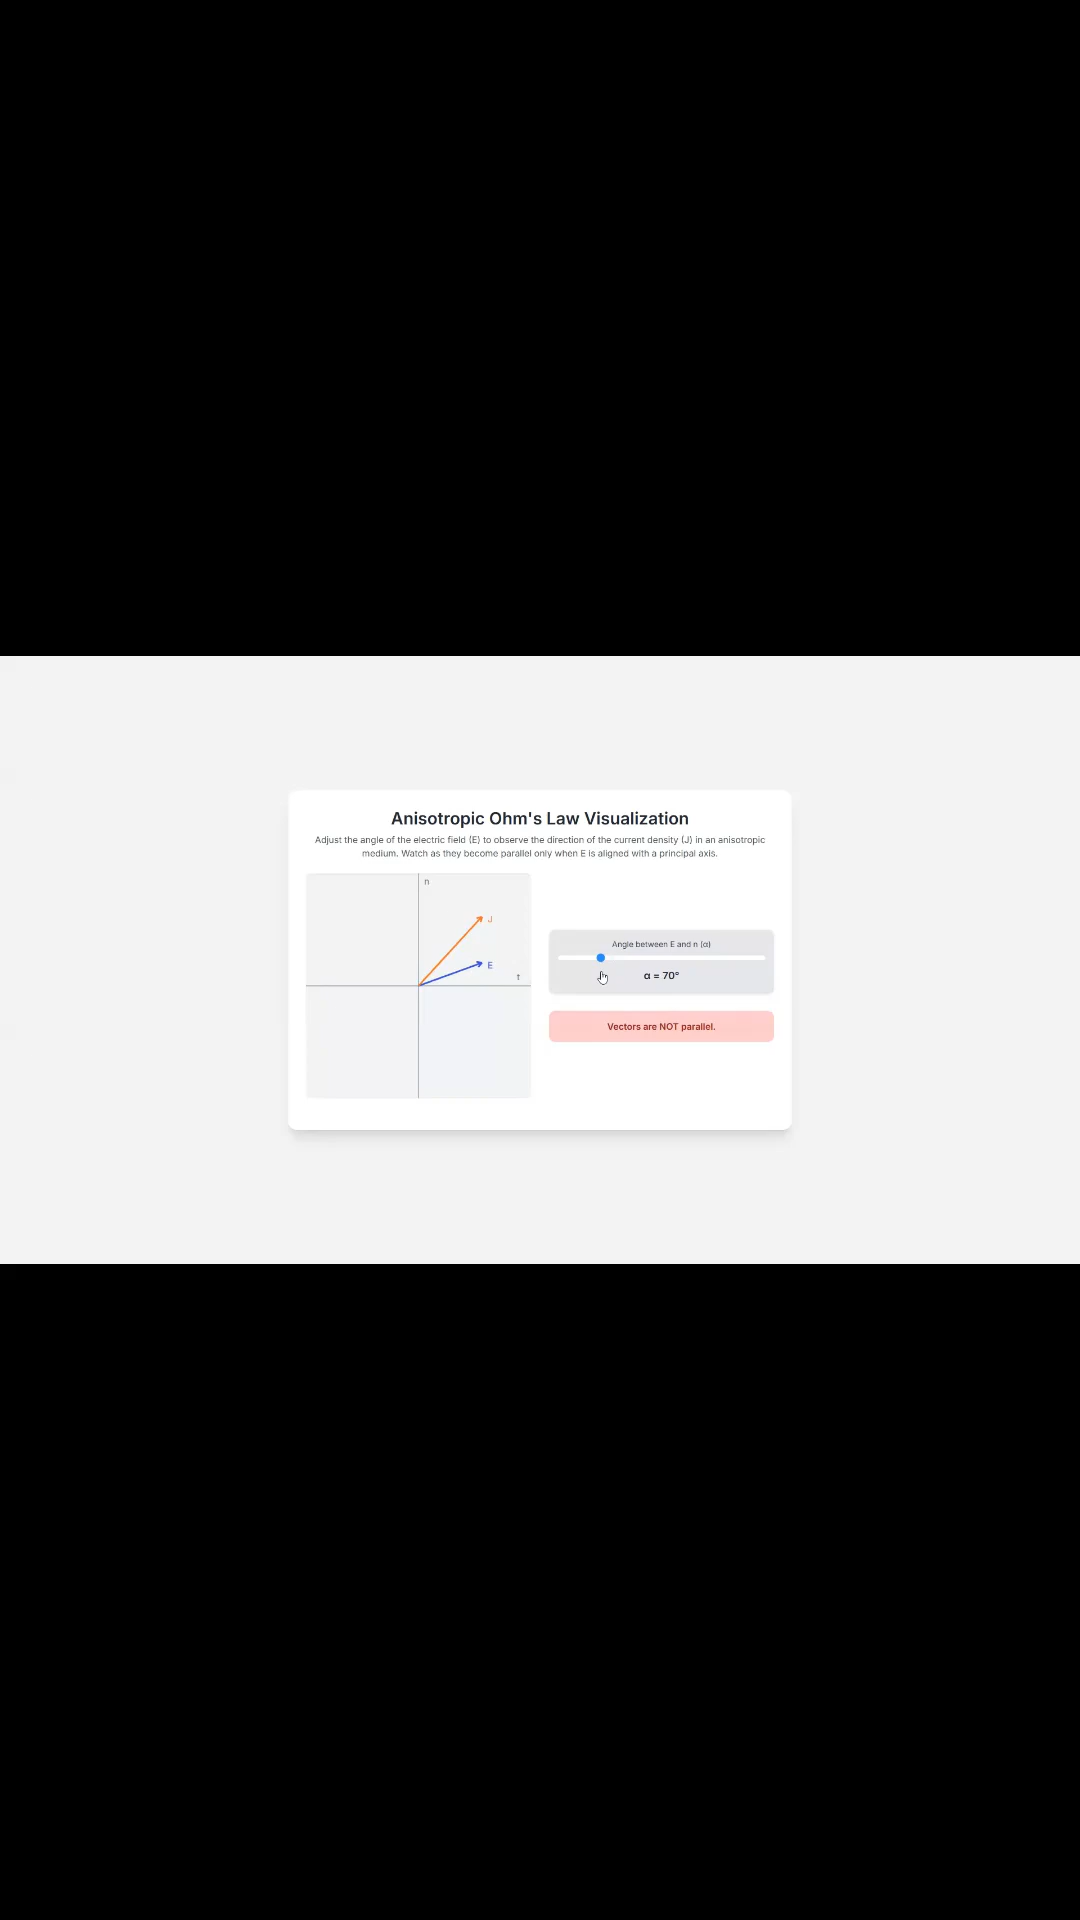 Anisotropic Ohm's Law Visualization
Adjust the angle of the electric field (E) to observe the direction of the current density (J) in an anisotropic
medium. Watch as they become parallel only when E is aligned with a principal axis.
n
J
E
t
Angle between E and n (α)
α = 70°
Vectors are NOT parallel.